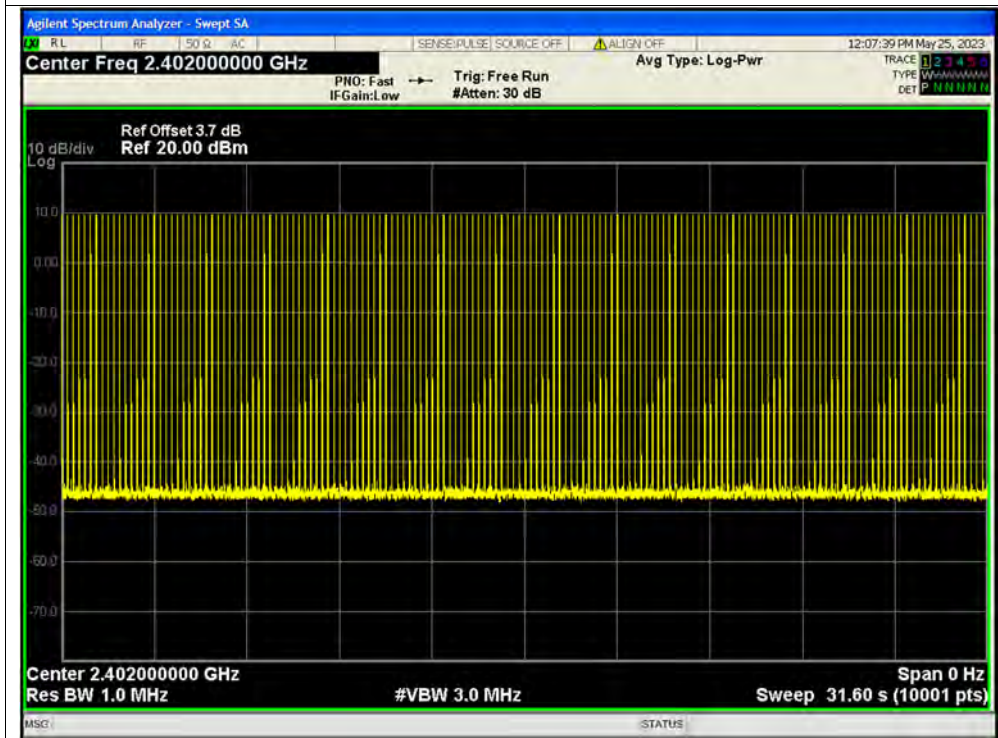 Agilent Spectrum Analyzer - Swept SA
LXI RL RF 50 Ω AC SENSE:PULSE SOURCE OFF ALIGN OFF 12:07:39 PM May 25, 2023
Center Freq 2.402000000 GHz
PNO: Fast
IFGain:Low
Trig: Free Run
#Atten: 30 dB
Avg Type: Log-Pwr
TRACE 1 2 3 4 5 6
TYPE W
DET P N N N N N
Ref Offset 3.7 dB
10 dB/div Ref 20.00 dBm
Log
10.0
0.00
-10.0
-20.0
-30.0
-40.0
-50.0
-60.0
-70.0
Center 2.402000000 GHz Span 0 Hz
Res BW 1.0 MHz #VBW 3.0 MHz Sweep 31.60 s (10001 pts)
MSG STATUS